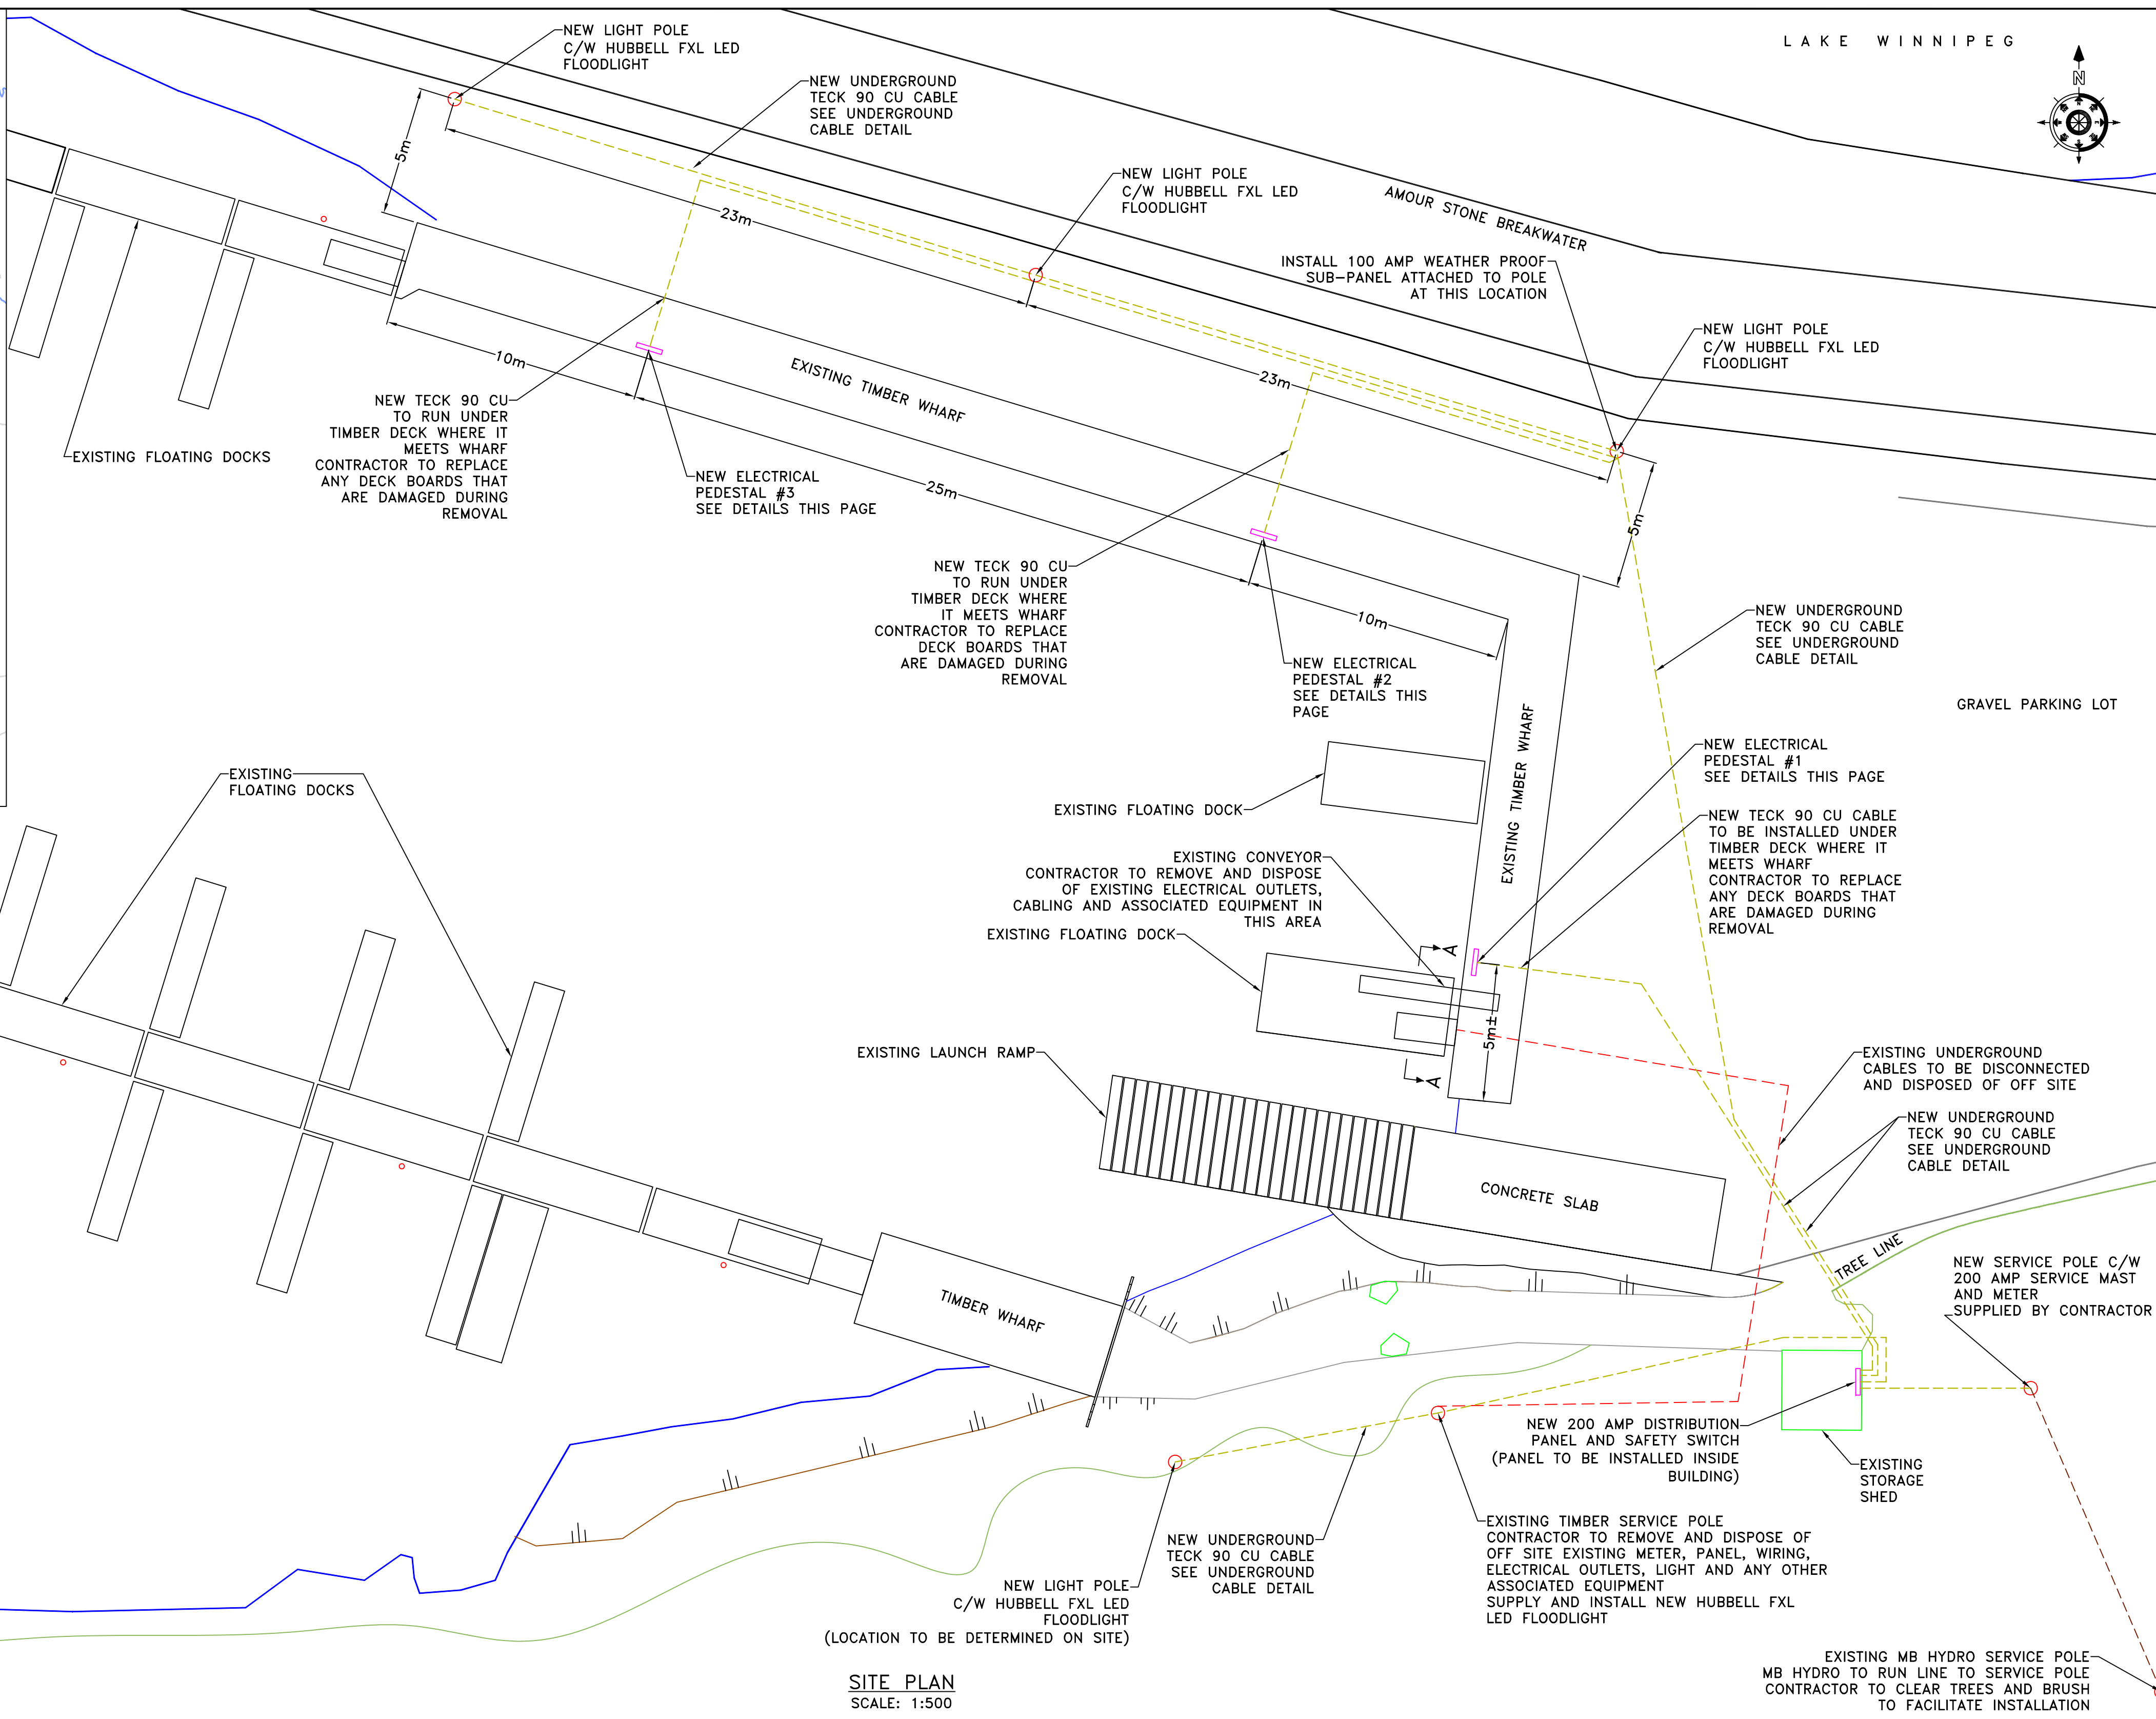 LAKE WINNIPEG
N
NEW LIGHT POLE
C/W HUBBELL FXL LED
FLOODLIGHT
NEW UNDERGROUND
TECK 90 CU CABLE
SEE UNDERGROUND
CABLE DETAIL
5m
23m
NEW LIGHT POLE
C/W HUBBELL FXL LED
FLOODLIGHT
AMOUR STONE BREAKWATER
INSTALL 100 AMP WEATHER PROOF
SUB-PANEL ATTACHED TO POLE
AT THIS LOCATION
NEW LIGHT POLE
C/W HUBBELL FXL LED
FLOODLIGHT
10m
EXISTING TIMBER WHARF
23m
NEW TECK 90 CU
TO RUN UNDER
TIMBER DECK WHERE IT
MEETS WHARF
CONTRACTOR TO REPLACE
ANY DECK BOARDS THAT
ARE DAMAGED DURING
REMOVAL
EXISTING FLOATING DOCKS
NEW ELECTRICAL
PEDESTAL #3
SEE DETAILS THIS PAGE
25m
5m
NEW TECK 90 CU
TO RUN UNDER
TIMBER DECK WHERE
IT MEETS WHARF
CONTRACTOR TO REPLACE
DECK BOARDS THAT
ARE DAMAGED DURING
REMOVAL
10m
NEW ELECTRICAL
PEDESTAL #2
SEE DETAILS THIS
PAGE
NEW UNDERGROUND
TECK 90 CU CABLE
SEE UNDERGROUND
CABLE DETAIL
GRAVEL PARKING LOT
EXISTING TIMBER WHARF
NEW ELECTRICAL
PEDESTAL #1
SEE DETAILS THIS PAGE
EXISTING
FLOATING DOCKS
EXISTING FLOATING DOCK
NEW TECK 90 CU CABLE
TO BE INSTALLED UNDER
TIMBER DECK WHERE IT
MEETS WHARF
CONTRACTOR TO REPLACE
ANY DECK BOARDS THAT
ARE DAMAGED DURING
REMOVAL
EXISTING CONVEYOR
CONTRACTOR TO REMOVE AND DISPOSE
OF EXISTING ELECTRICAL OUTLETS,
CABLING AND ASSOCIATED EQUIPMENT IN
THIS AREA
EXISTING FLOATING DOCK
A
5m±
A
EXISTING LAUNCH RAMP
EXISTING UNDERGROUND
CABLES TO BE DISCONNECTED
AND DISPOSED OF OFF SITE
NEW UNDERGROUND
TECK 90 CU CABLE
SEE UNDERGROUND
CABLE DETAIL
CONCRETE SLAB
TREE LINE
NEW SERVICE POLE C/W
200 AMP SERVICE MAST
AND METER
SUPPLIED BY CONTRACTOR
TIMBER WHARF
NEW 200 AMP DISTRIBUTION
PANEL AND SAFETY SWITCH
(PANEL TO BE INSTALLED INSIDE
BUILDING)
EXISTING
STORAGE
SHED
EXISTING TIMBER SERVICE POLE
CONTRACTOR TO REMOVE AND DISPOSE OF
OFF SITE EXISTING METER, PANEL, WIRING,
ELECTRICAL OUTLETS, LIGHT AND ANY OTHER
ASSOCIATED EQUIPMENT
SUPPLY AND INSTALL NEW HUBBELL FXL
LED FLOODLIGHT
NEW UNDERGROUND
TECK 90 CU CABLE
SEE UNDERGROUND
CABLE DETAIL
NEW LIGHT POLE
C/W HUBBELL FXL LED
FLOODLIGHT
(LOCATION TO BE DETERMINED ON SITE)
EXISTING MB HYDRO SERVICE POLE
MB HYDRO TO RUN LINE TO SERVICE POLE
CONTRACTOR TO CLEAR TREES AND BRUSH
TO FACILITATE INSTALLATION
SITE PLAN
SCALE: 1:500